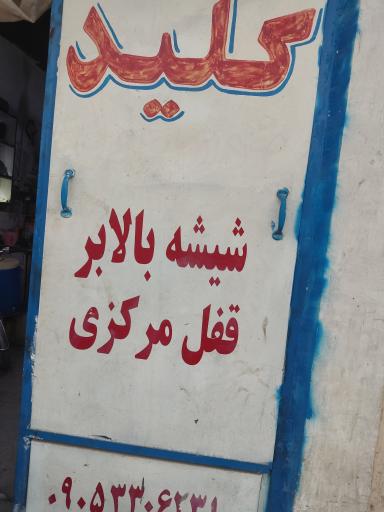 کلید
شیشه بالابر
قفل مرکزی
۰۹۰۵۳۳۰۶۲۳۱